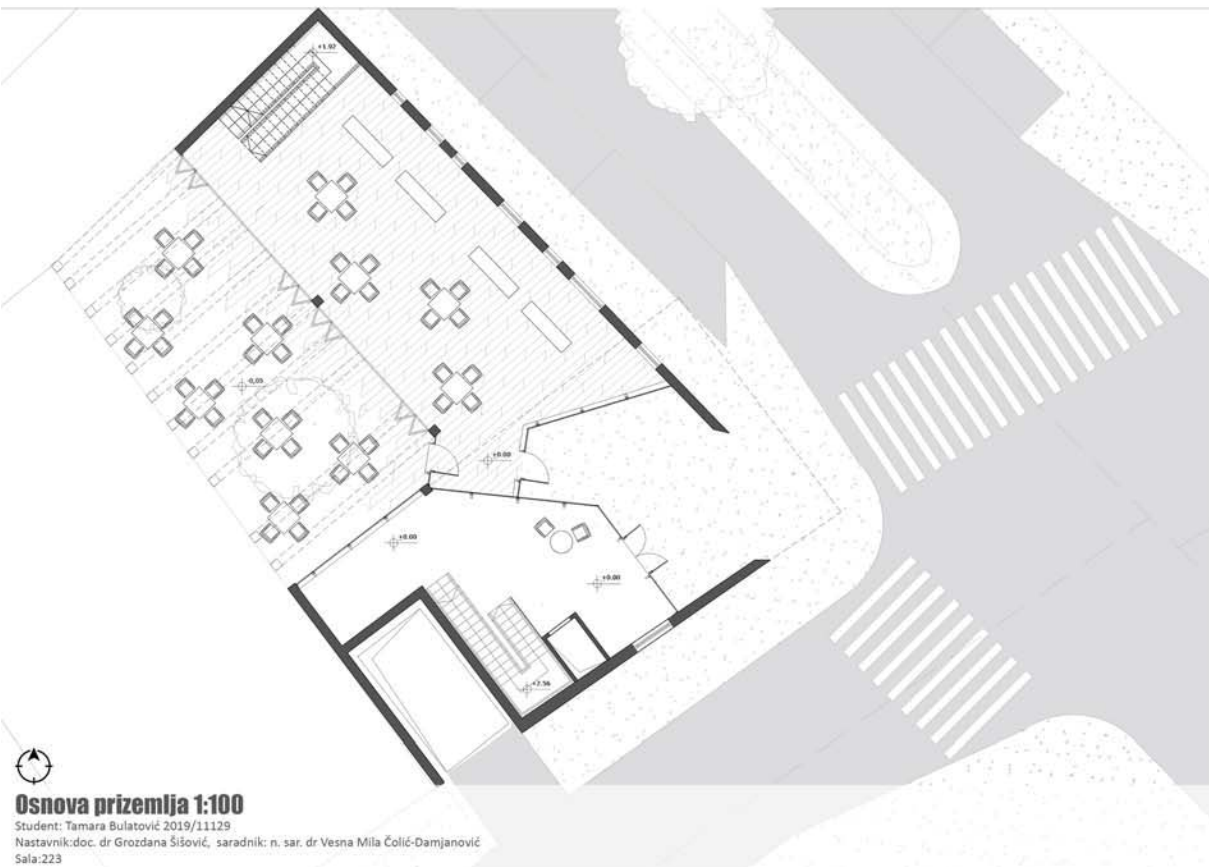 +1.92
-0,05
+0.00
+0.00
+0.00
+2.56
Osnova prizemlja 1:100
Student: Tamara Bulatović 2019/11129
Nastavnik:doc. dr Grozdana Šišović, saradnik: n. sar. dr Vesna Mila Čolić-Damjanović
Sala:223